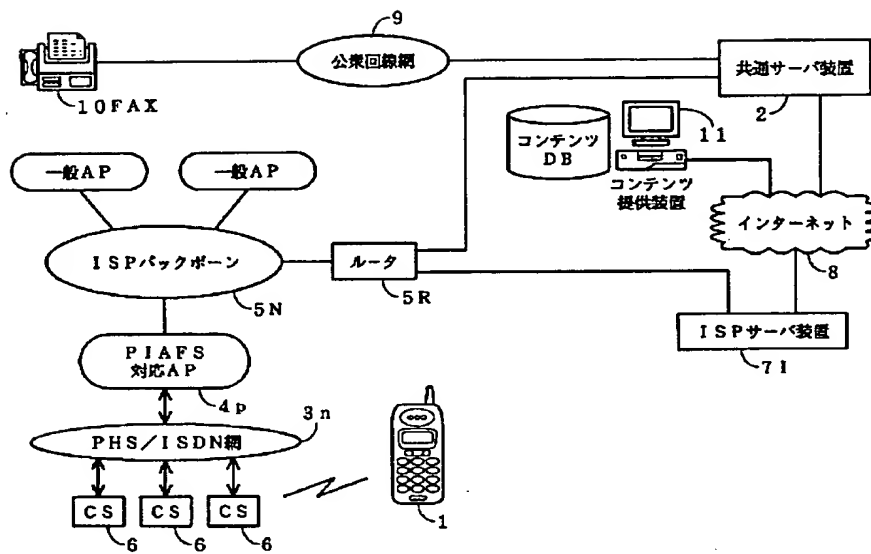 9
公衆回線網
共通サーバ装置
10FAX
2
11
コンテンツ
DB
コンテンツ
提供装置
一般AP
一般AP
インターネット
8
ISPバックボーン
ルータ
5N
5R
ISPサーバ装置
7I
PIAFS
対応AP
4p
3n
PHS/ISDN網
CS
CS
CS
6
6
6
1